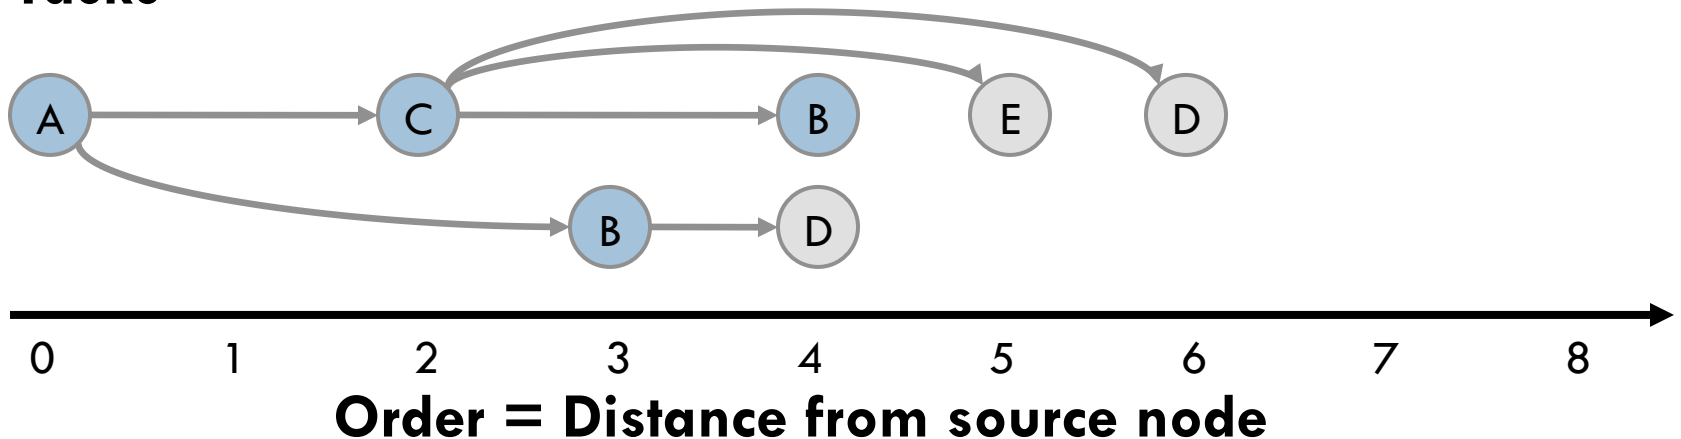 A C B E D
B D
0 1 2 3 4 5 6 7 8
Order = Distance from source node